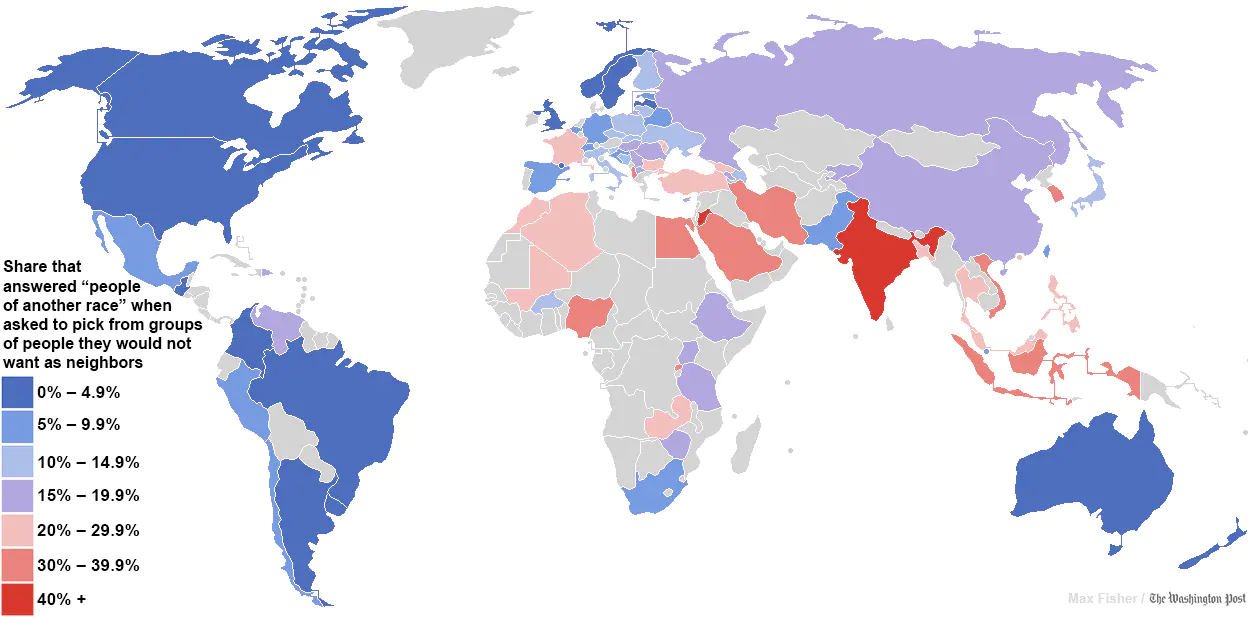 Share that
answered “people
of another race” when
asked to pick from groups
of people they would not
want as neighbors
0% – 4.9%
5% – 9.9%
10% – 14.9%
15% – 19.9%
20% – 29.9%
30% – 39.9%
40% +
Max Fisher / The Washington Post